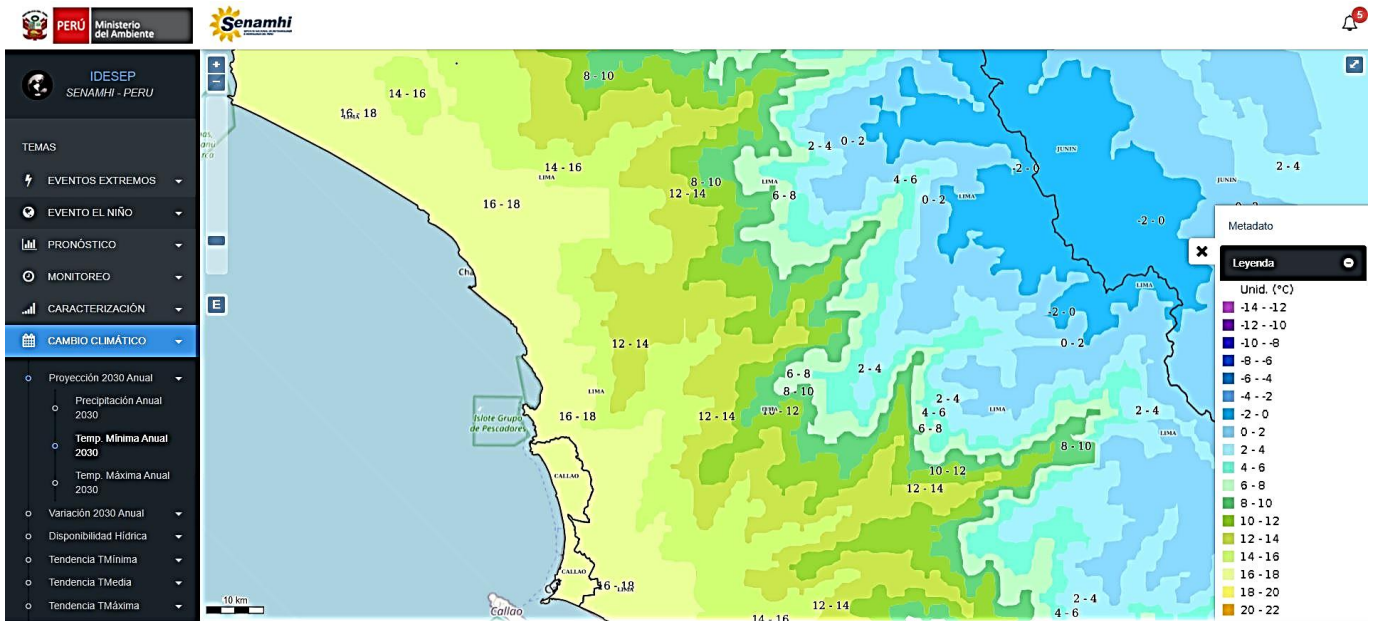 PERÚ
Ministerio
del Ambiente
Senamhi
5
IDESEP
SENAMHI - PERU
TEMAS
EVENTOS EXTREMOS
EVENTO EL NIÑO
PRONÓSTICO
MONITOREO
CARACTERIZACIÓN
CAMBIO CLIMÁTICO
Proyección 2030 Anual
Precipitación Anual
2030
Temp. Mínima Anual
2030
Temp. Máxima Anual
2030
Variación 2030 Anual
Disponibilidad Hídrica
Tendencia TMínima
Tendencia TMedia
Tendencia TMáxima
+
−
E
10 km
8 - 10
14 - 16
16 - 18
LIMA
2 - 4
0 - 2
JUNIN
14 - 16
LIMA
8 - 10
LIMA
4 - 6
-2 - 0
JUNIN
2 - 4
12 - 14
6 - 8
0 - 2
LIMA
16 - 18
-2 - 0
0 - 2
Cha
LIMA
-2 - 0
12 - 14
0 - 2
6 - 8
2 - 4
8 - 10
LIMA
Islote Grupo
de Pescadores
16 - 18
12 - 14
LIMA
- 12
2 - 4
4 - 6
LIMA
2 - 4
6 - 8
LIMA
8 - 10
CALLAO
10 - 12
12 - 14
CALLAO
16 - 18
LIMA
Callao
12 - 14
2 - 4
14 - 16
4 - 6
Metadato
Leyenda
Unid. (°C)
-14 - -12
-12 - -10
-10 - -8
-8 - -6
-6 - -4
-4 - -2
-2 - 0
0 - 2
2 - 4
4 - 6
6 - 8
8 - 10
10 - 12
12 - 14
14 - 16
16 - 18
18 - 20
20 - 22